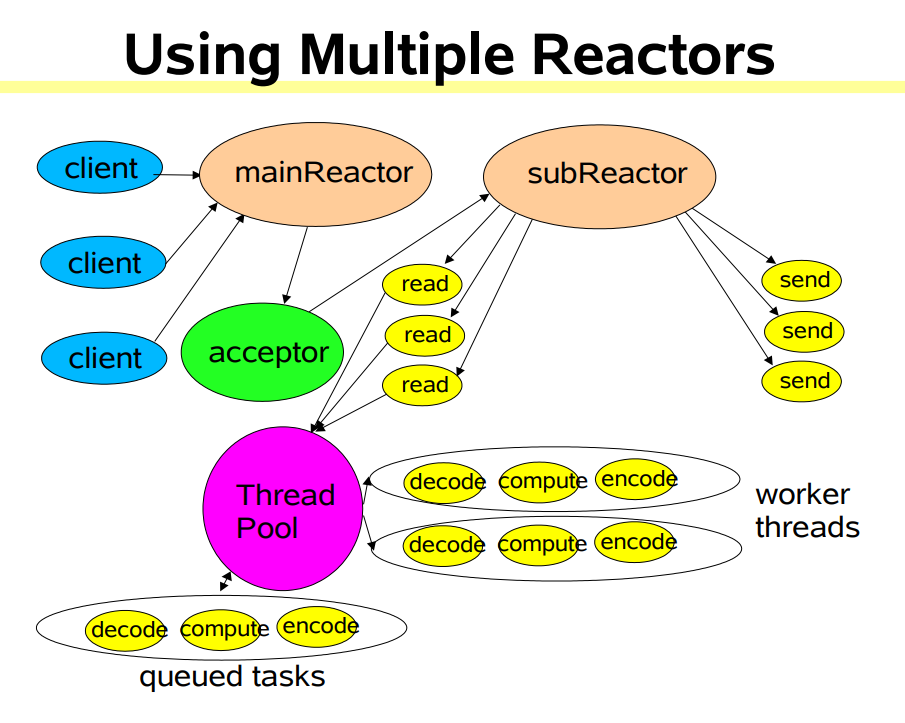 Using Multiple Reactors
client
mainReactor
subReactor
client
client
acceptor
read
read
read
send
send
send
Thread
Pool
decode compute encode
decode compute encode
worker
threads
decode compute encode
queued tasks